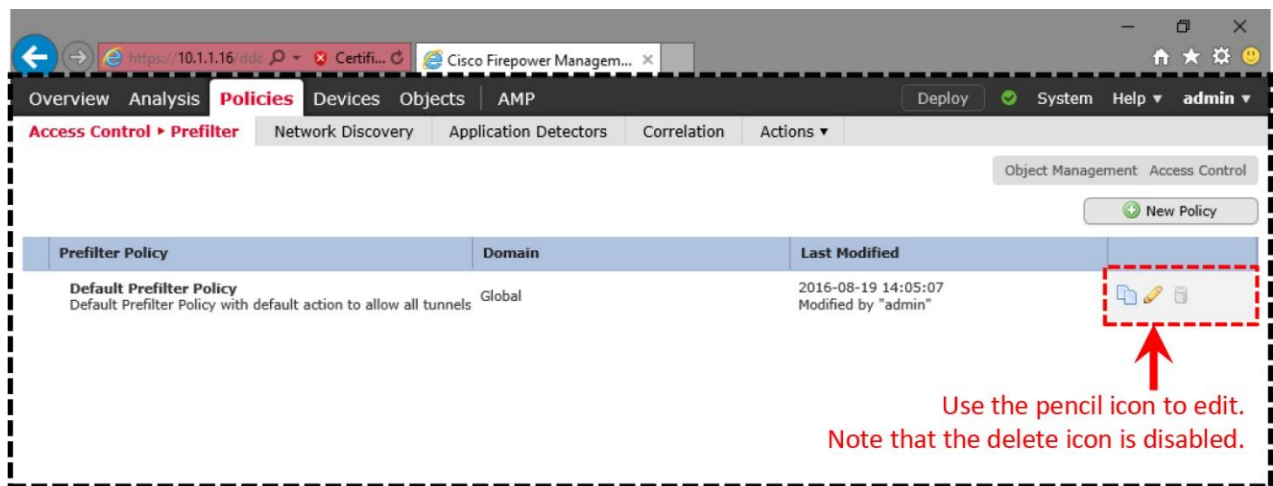 https://10.1.1.16/ddc Certifi... Cisco Firepower Managem...
Overview Analysis Policies Devices Objects AMP Deploy System Help ▾ admin ▾
Access Control ▸ Prefilter Network Discovery Application Detectors Correlation Actions ▾
Object Management Access Control
New Policy
Prefilter Policy Domain Last Modified
Default Prefilter Policy
Default Prefilter Policy with default action to allow all tunnels
Global
2016-08-19 14:05:07
Modified by "admin"
Use the pencil icon to edit.
Note that the delete icon is disabled.